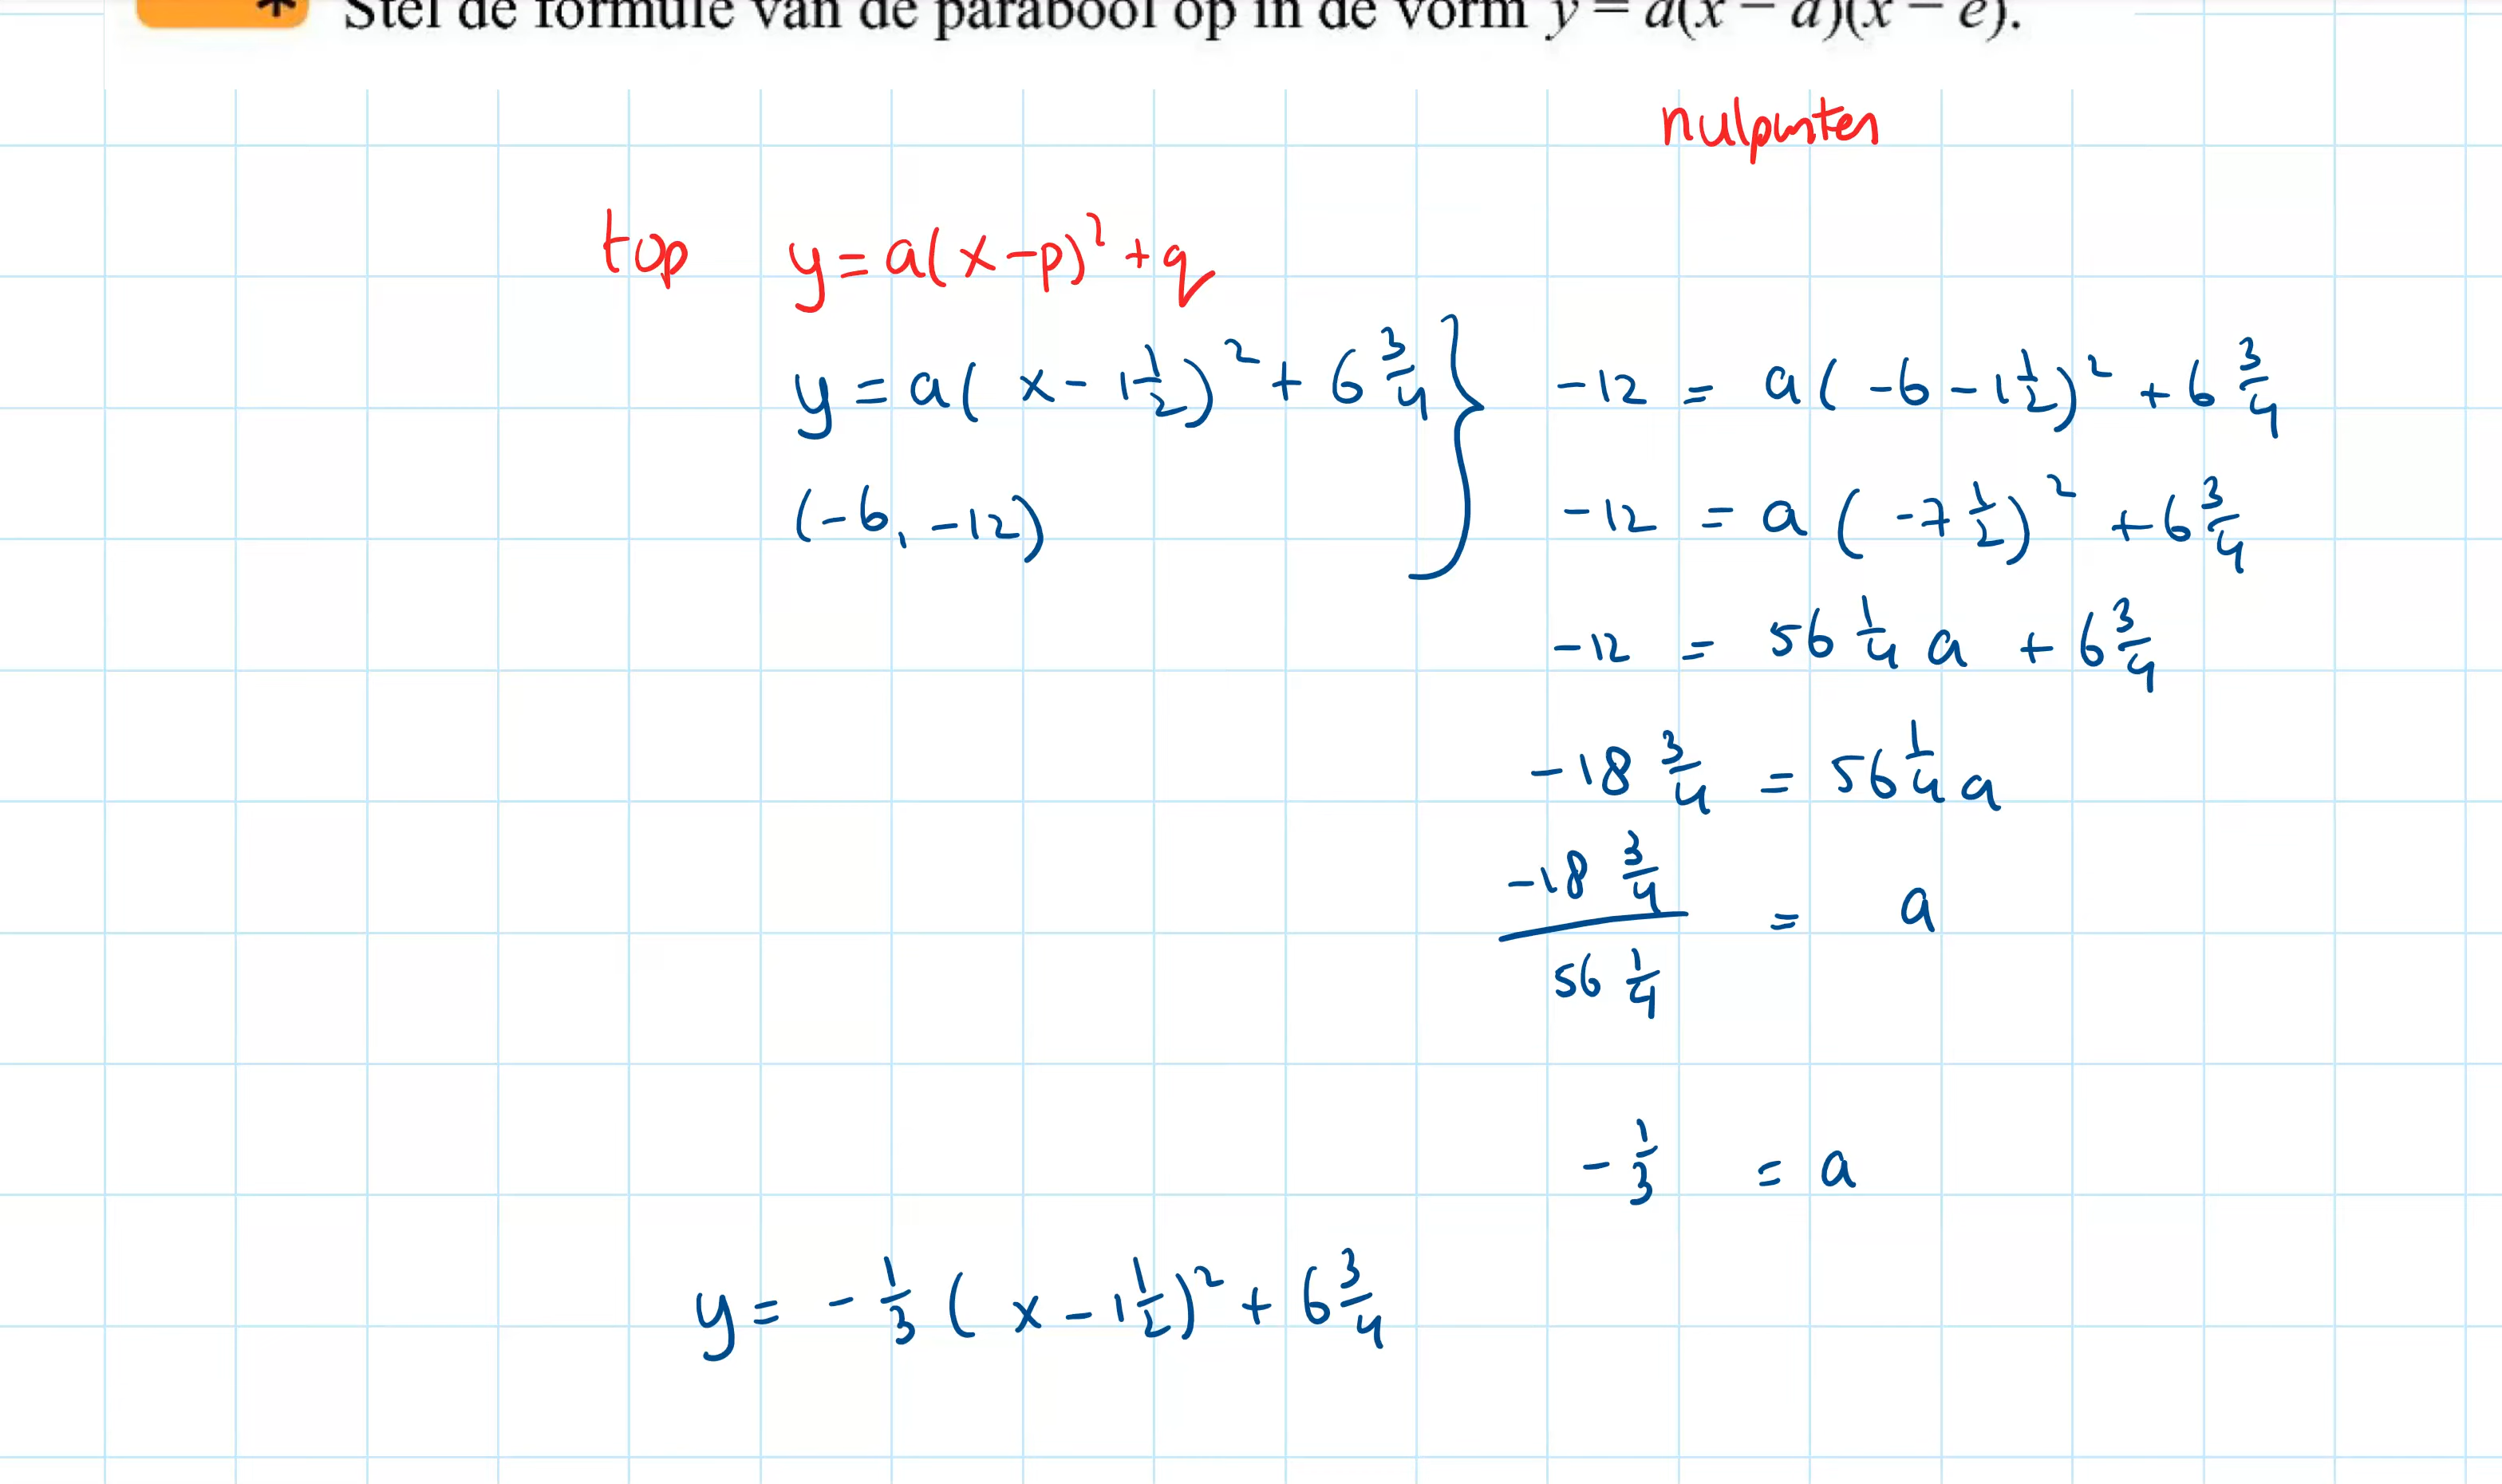 * Stel de formule van de parabool op in de vorm y = a(x − d)(x − e).
nulpunten
top y = a(x − p)² + q
y = a(x − 1½)² + 6¾
(−6, −12)
−12 = a(−6 − 1½)² + 6¾
−12 = a(−7½)² + 6¾
−12 = 56¼a + 6¾
−18¾ = 56¼a
−18¾ / 56¼ = a
−⅓ = a
y = −⅓(x − 1½)² + 6¾